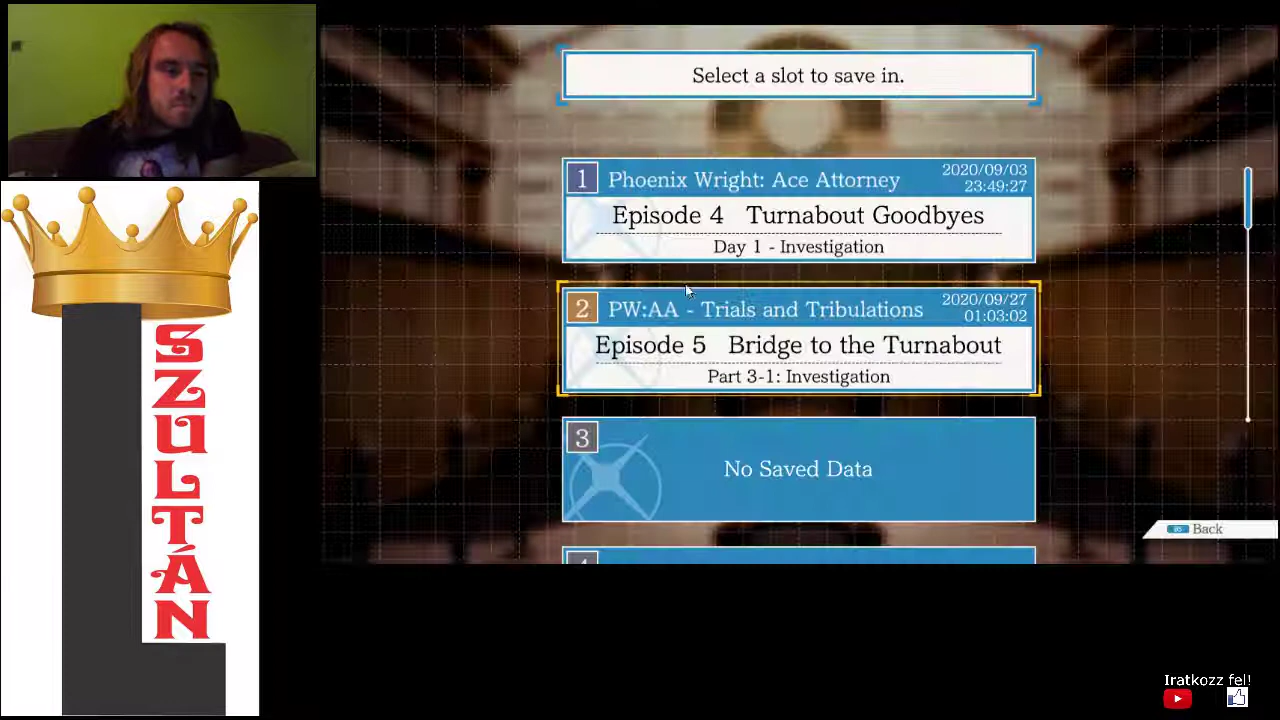 Select a slot to save in.
1 Phoenix Wright: Ace Attorney 2020/09/03 23:49:27
Episode 4 Turnabout Goodbyes
Day 1 - Investigation
2 PW:AA - Trials and Tribulations 2020/09/27 01:03:02
Episode 5 Bridge to the Turnabout
Part 3-1: Investigation
3
No Saved Data
Back
L
SZULTÁN
Iratkozz fel!